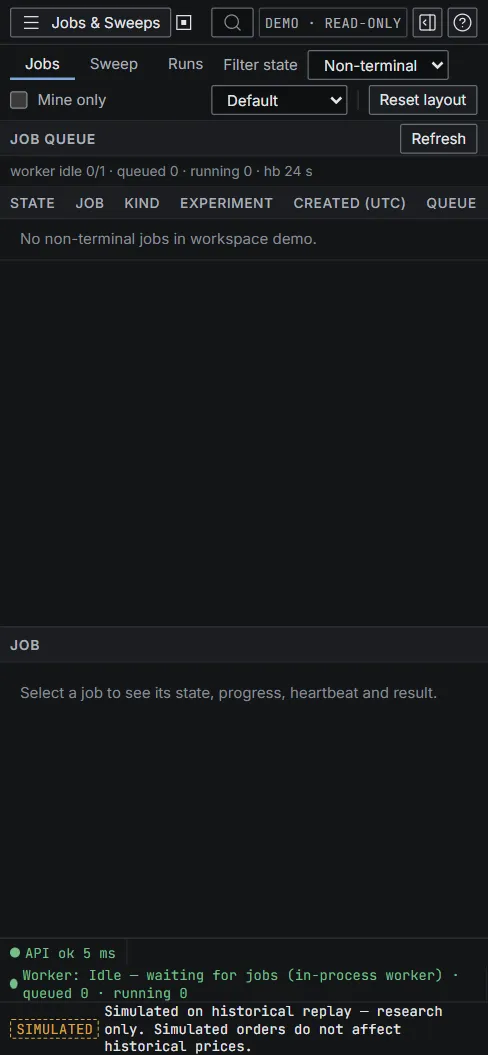 Jobs & Sweeps DEMO · READ-ONLY
Jobs Sweep Runs Filter state Non-terminal
Mine only Default Reset layout
JOB QUEUE Refresh
worker idle 0/1 · queued 0 · running 0 · hb 24 s
STATE JOB KIND EXPERIMENT CREATED (UTC) QUEUE
No non-terminal jobs in workspace demo.
JOB
Select a job to see its state, progress, heartbeat and result.
API ok 5 ms
Worker: Idle — waiting for jobs (in-process worker) ·
queued 0 · running 0
SIMULATED
Simulated on historical replay — research
only. Simulated orders do not affect
historical prices.